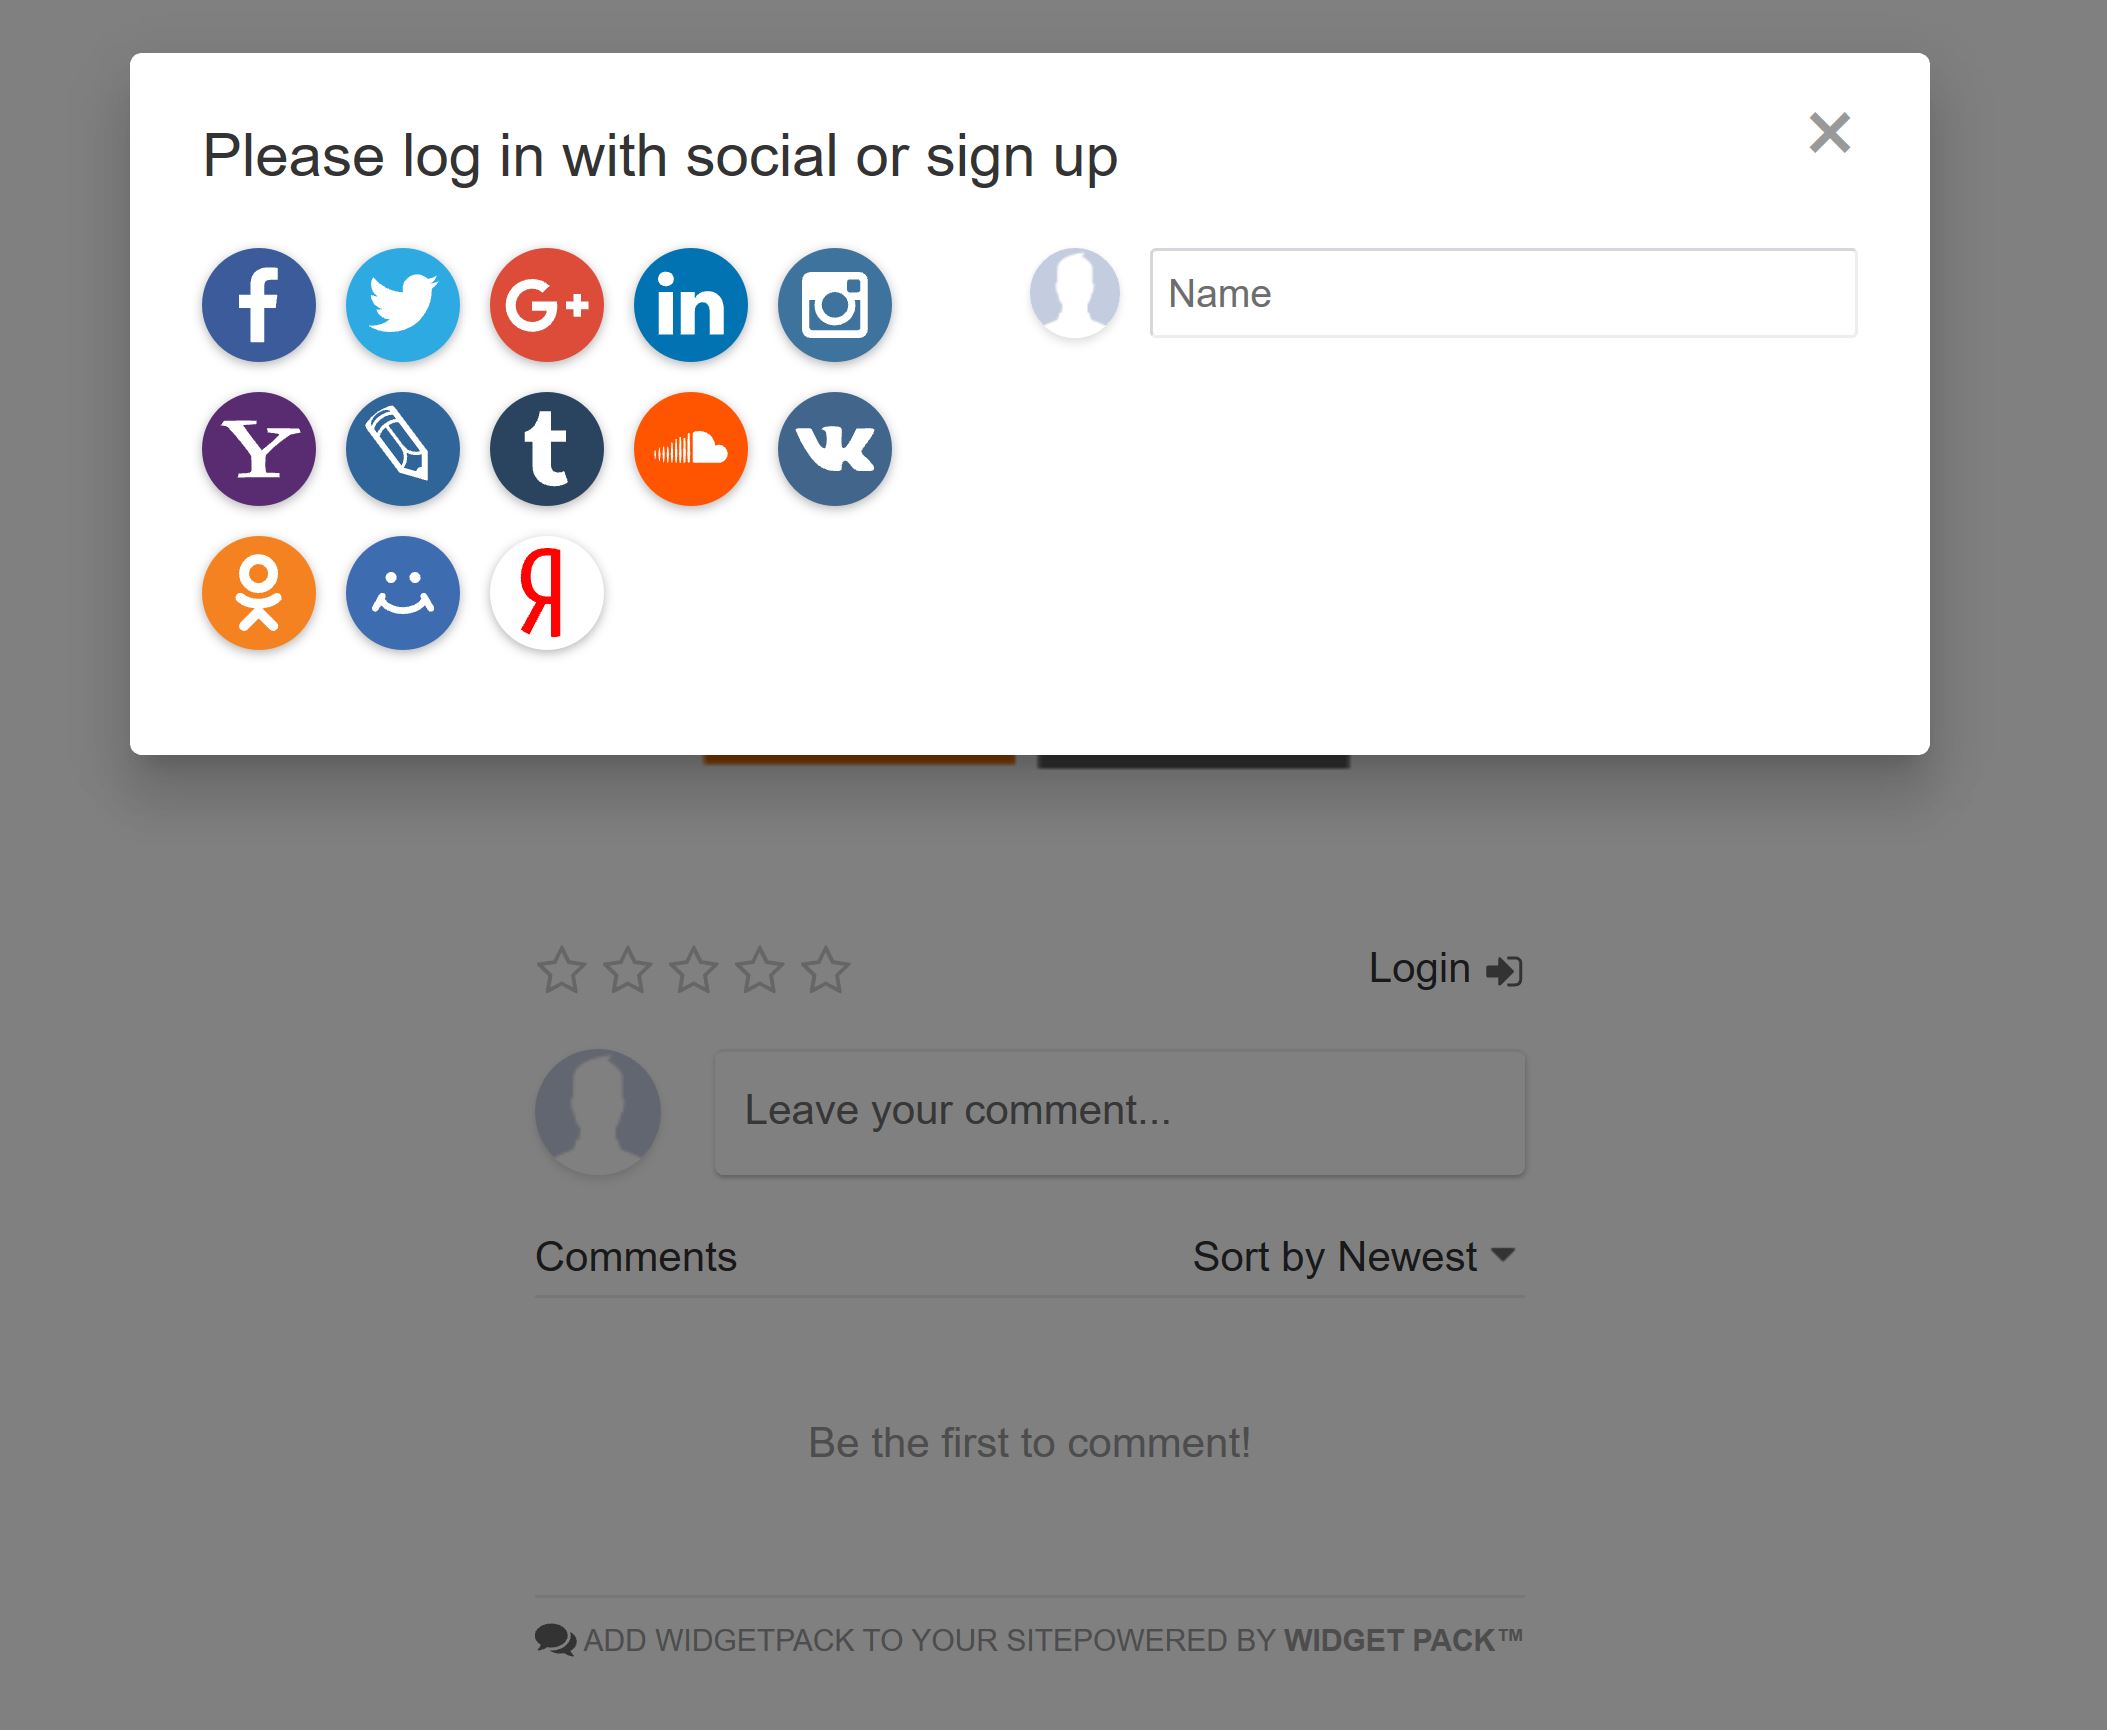 Please log in with social or sign up
f
G+
in
Name
Y
t
Я
Login
Leave your comment...
Comments
Sort by Newest
Be the first to comment!
ADD WIDGETPACK TO YOUR SITEPOWERED BY WIDGET PACK™